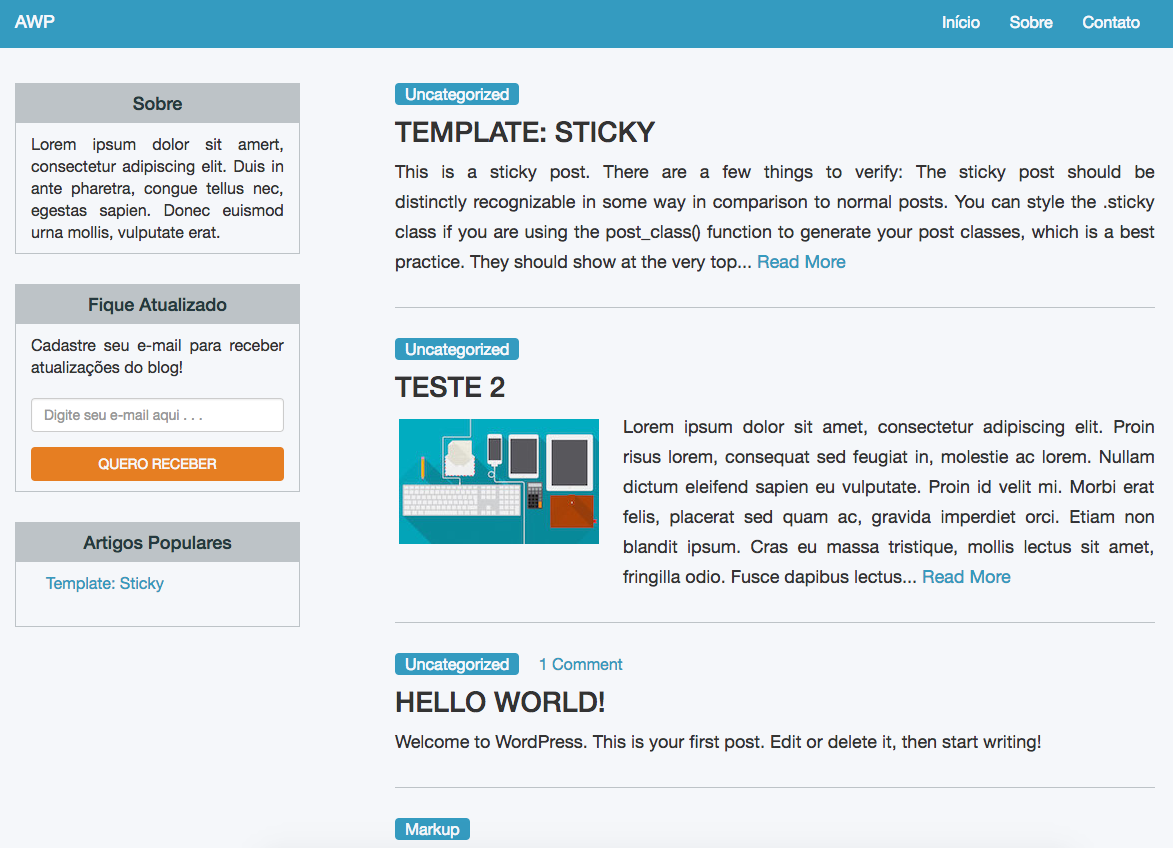 AWP
Início Sobre Contato
Sobre
Lorem ipsum dolor sit amert,
consectetur adipiscing elit. Duis in
ante pharetra, congue tellus nec,
egestas sapien. Donec euismod
urna mollis, vulputate erat.
Fique Atualizado
Cadastre seu e-mail para receber
atualizações do blog!
Digite seu e-mail aqui . . .
QUERO RECEBER
Artigos Populares
Template: Sticky
Uncategorized
TEMPLATE: STICKY
This is a sticky post. There are a few things to verify: The sticky post should be
distinctly recognizable in some way in comparison to normal posts. You can style the .sticky
class if you are using the post_class() function to generate your post classes, which is a best
practice. They should show at the very top... Read More
Uncategorized
TESTE 2
Lorem ipsum dolor sit amet, consectetur adipiscing elit. Proin
risus lorem, consequat sed feugiat in, molestie ac lorem. Nullam
dictum eleifend sapien eu vulputate. Proin id velit mi. Morbi erat
felis, placerat sed quam ac, gravida imperdiet orci. Etiam non
blandit ipsum. Cras eu massa tristique, mollis lectus sit amet,
fringilla odio. Fusce dapibus lectus... Read More
Uncategorized 1 Comment
HELLO WORLD!
Welcome to WordPress. This is your first post. Edit or delete it, then start writing!
Markup